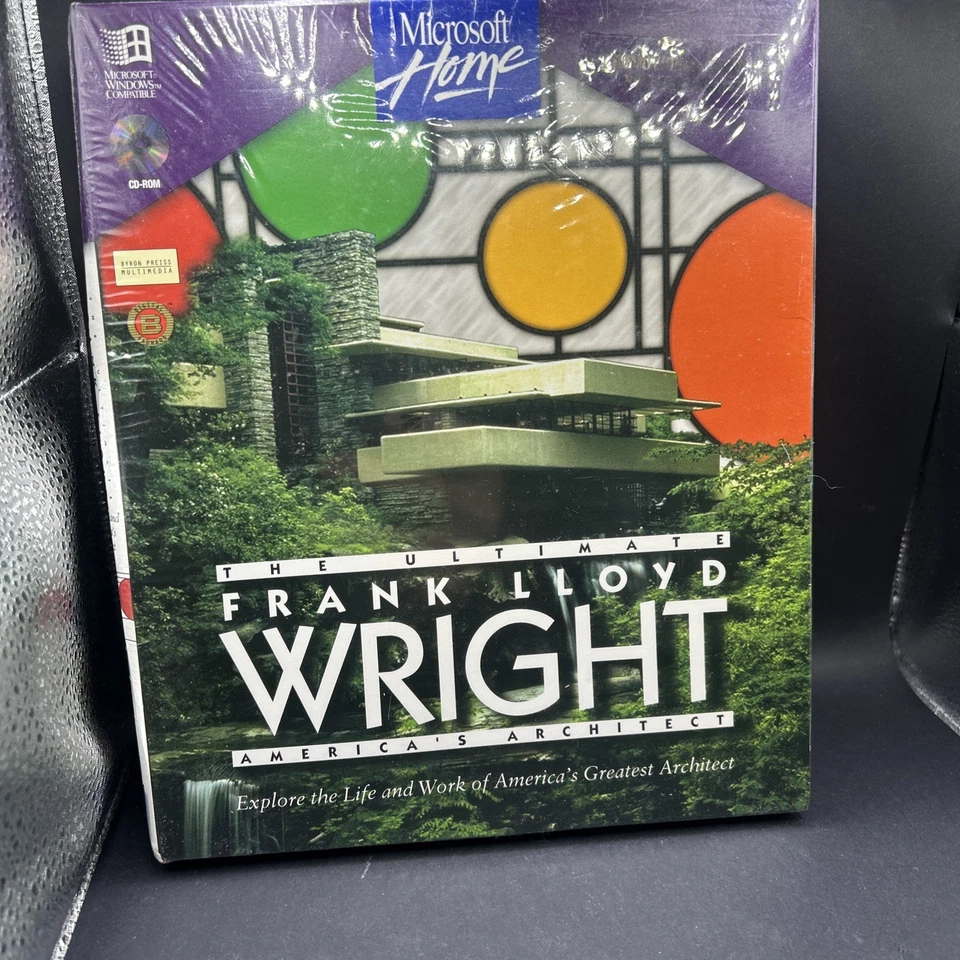 Microsoft
Home
MICROSOFT
WINDOWS™
COMPATIBLE
CD-ROM
BYRON PREISS
MULTIMEDIA
B
THE ULTIMATE
FRANK LLOYD
WRIGHT
AMERICA'S ARCHITECT
Explore the Life and Work of America's Greatest Architect